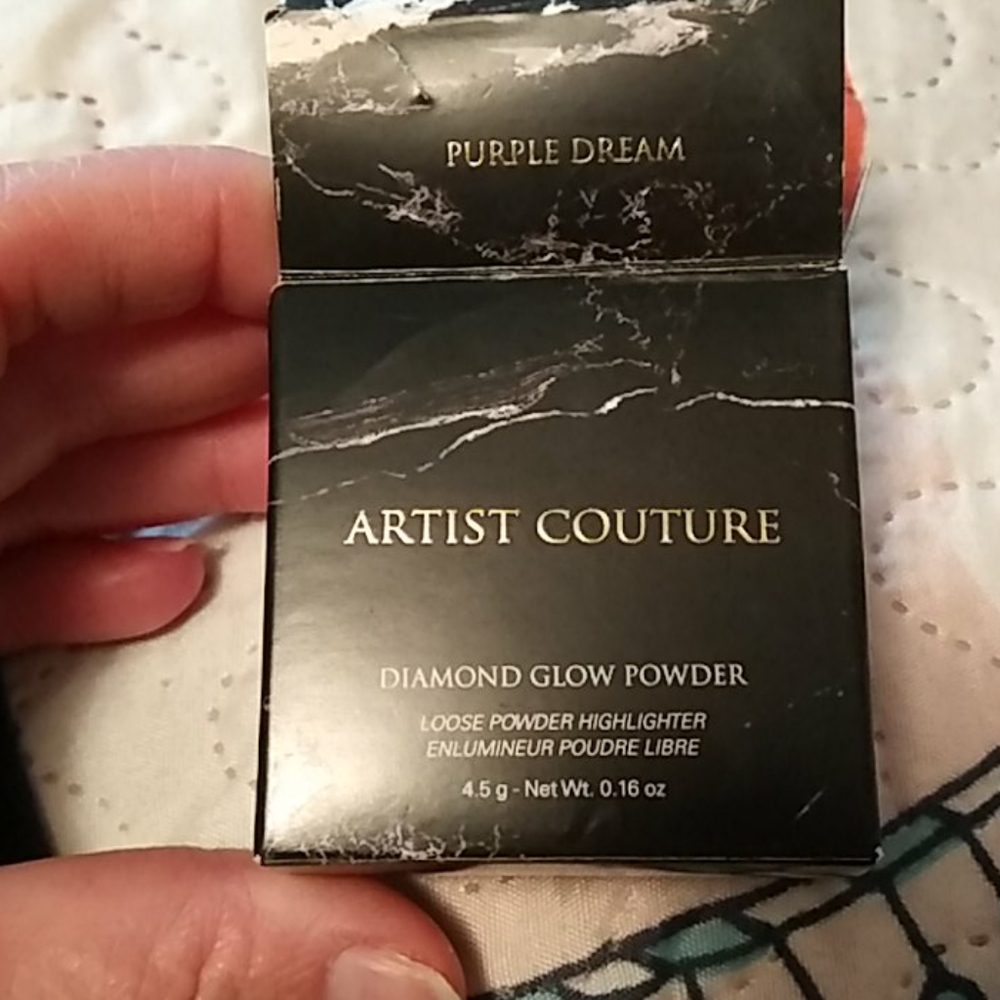 PURPLE DREAM
ARTIST COUTURE
DIAMOND GLOW POWDER
LOOSE POWDER HIGHLIGHTER
ENLUMINEUR POUDRE LIBRE
4.5 g - Net Wt. 0.16 oz